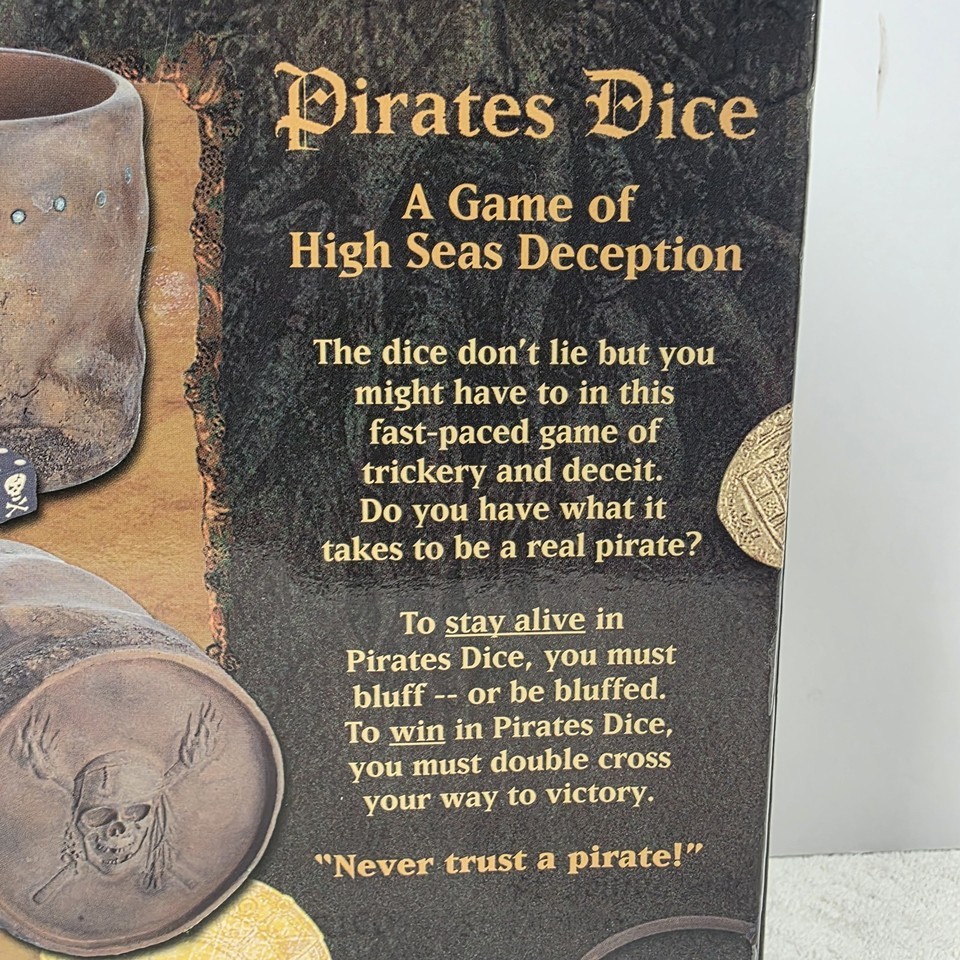 Pirates Dice
A Game of
High Seas Deception
The dice don't lie but you
might have to in this
fast-paced game of
trickery and deceit.
Do you have what it
takes to be a real pirate?
To stay alive in
Pirates Dice, you must
bluff -- or be bluffed.
To win in Pirates Dice,
you must double cross
your way to victory.
"Never trust a pirate!"